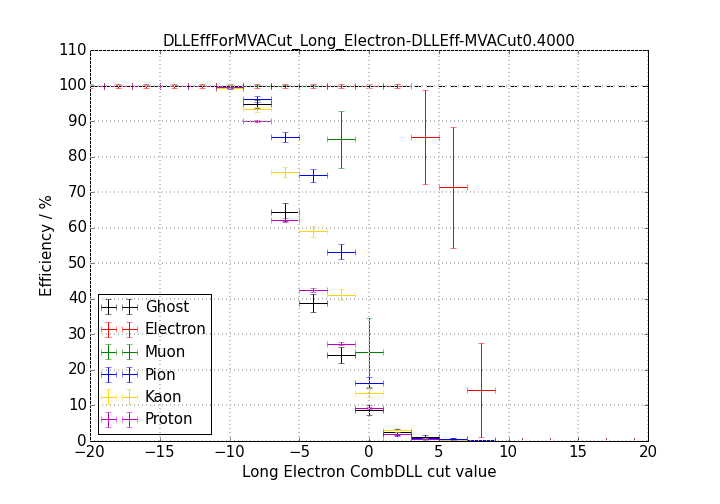 DLLEffForMVACut_Long_Electron-DLLEff-MVACut0.4000
110
100
90
80
70
60
50
40
30
20
10
0
Efficiency / %
Ghost
Electron
Muon
Pion
Kaon
Proton
−20 −15 −10 −5 0 5 10 15 20
Long Electron CombDLL cut value